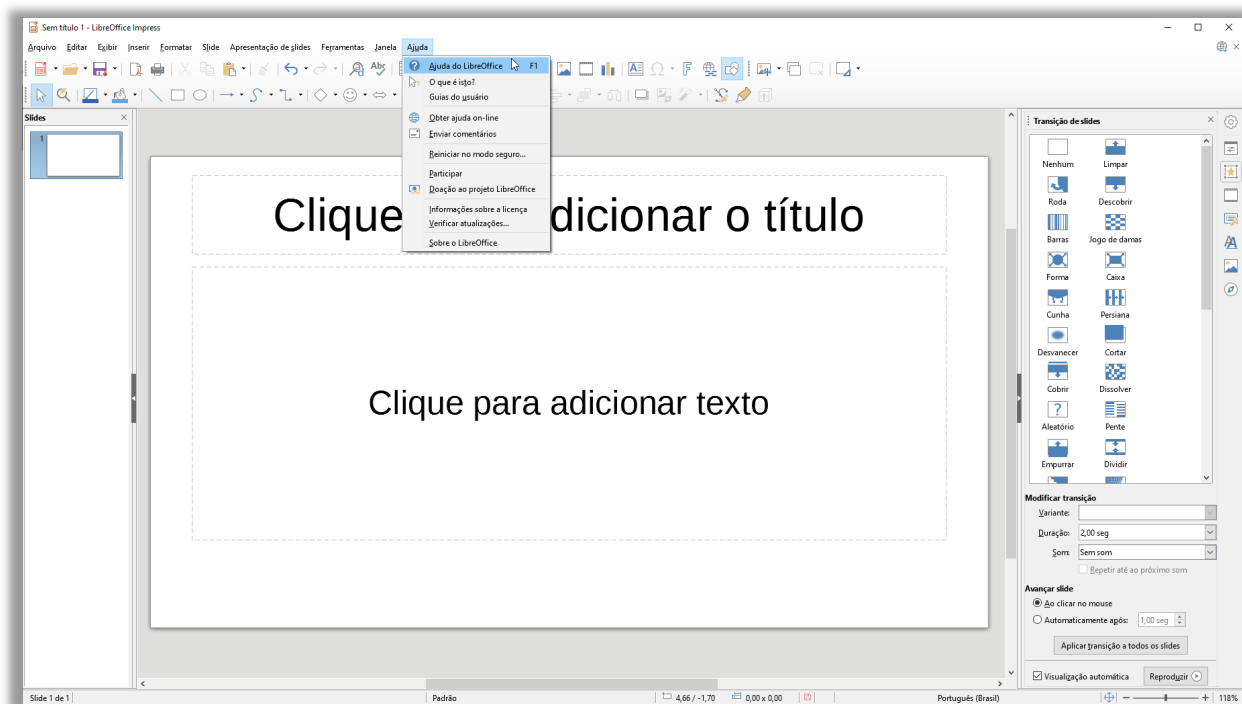 Sem título 1 - LibreOffice Impress
Arquivo Editar Exibir Inserir Formatar Slide Apresentação de slides Ferramentas Janela Ajuda
Ajuda do LibreOffice F1
O que é isto?
Guias do usuário
Obter ajuda on-line
Enviar comentários
Reiniciar no modo seguro...
Participar
Doação ao projeto LibreOffice
Informações sobre a licença
Verificar atualizações...
Sobre o LibreOffice
Slides
1
Clique dicionar o título
Clique para adicionar texto
Transição de slides
Nenhum Limpar
Roda Descobrir
Barras Jogo de damas
Forma Caixa
Cunha Persiana
Desvanecer Cortar
Cobrir Dissolver
Aleatório Pente
Empurrar Dividir
Modificar transição
Variante:
Duração: 2,00 seg
Som: Sem som
Repetir até ao próximo som
Avançar slide
Ao clicar no mouse
Automaticamente após: 1,00 seg
Aplicar transição a todos os slides
Visualização automática Reproduzir
Slide 1 de 1 Padrão 4,66 / -1,70 0,00 x 0,00 Português (Brasil) 118%